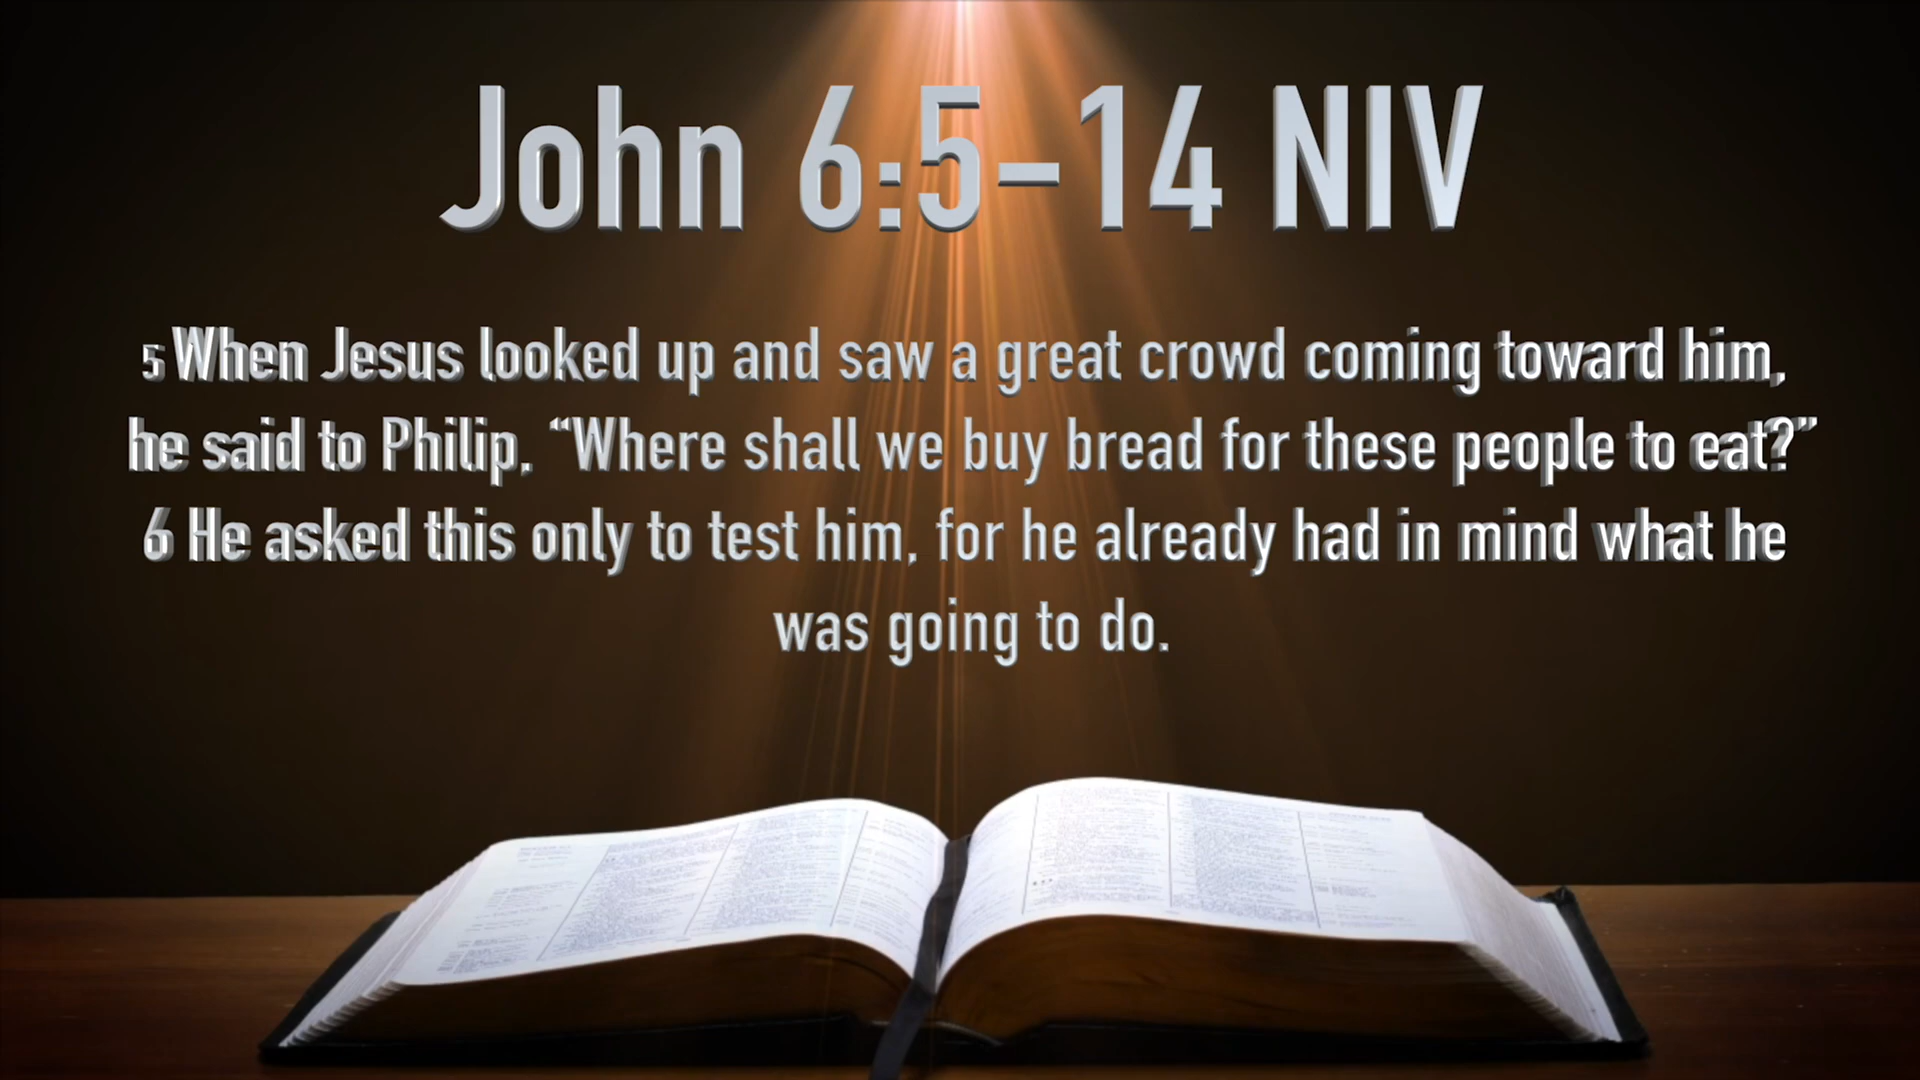 John 6:5–14 NIV
5 When Jesus looked up and saw a great crowd coming toward him,
he said to Philip, “Where shall we buy bread for these people to eat?”
6 He asked this only to test him, for he already had in mind what he
was going to do.